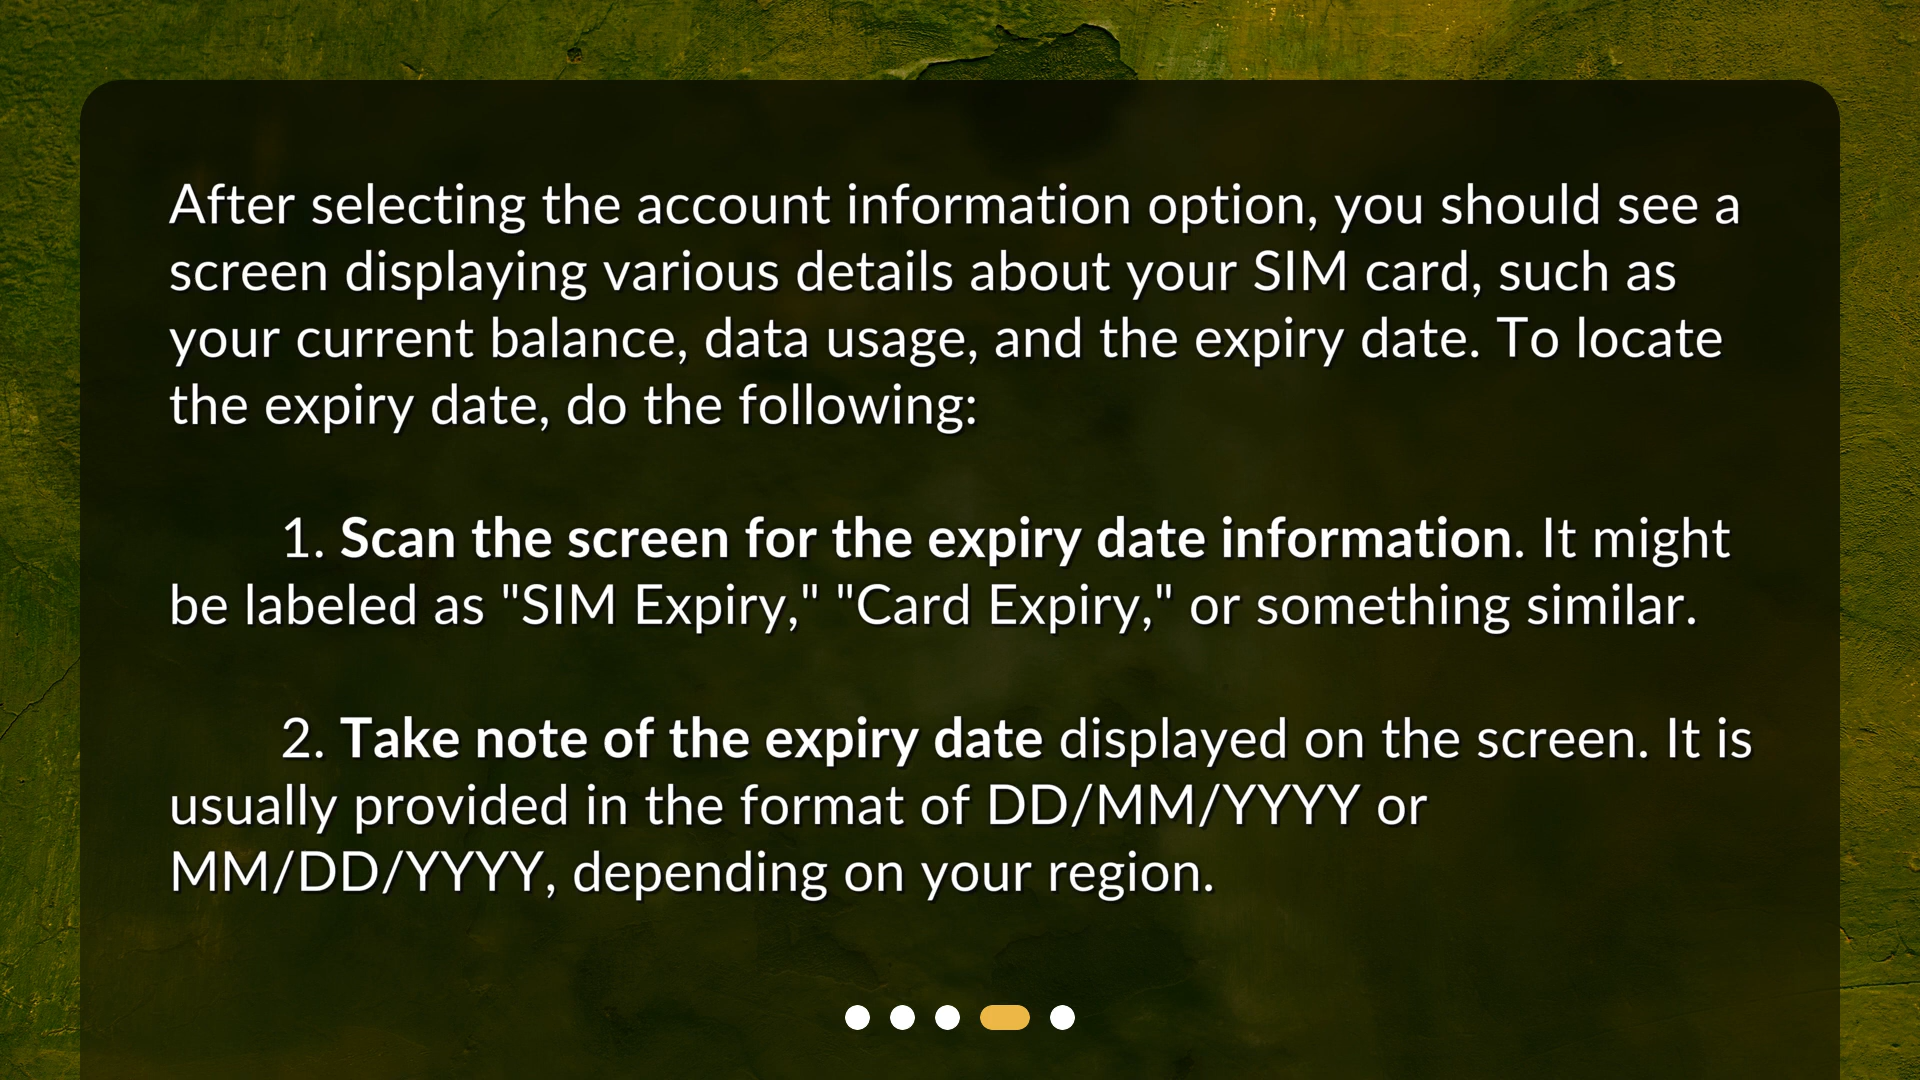 After selecting the account information option, you should see a
screen displaying various details about your SIM card, such as
your current balance, data usage, and the expiry date. To locate
the expiry date, do the following:
1. Scan the screen for the expiry date information. It might
be labeled as "SIM Expiry," "Card Expiry," or something similar.
2. Take note of the expiry date displayed on the screen. It is
usually provided in the format of DD/MM/YYYY or
MM/DD/YYYY, depending on your region.